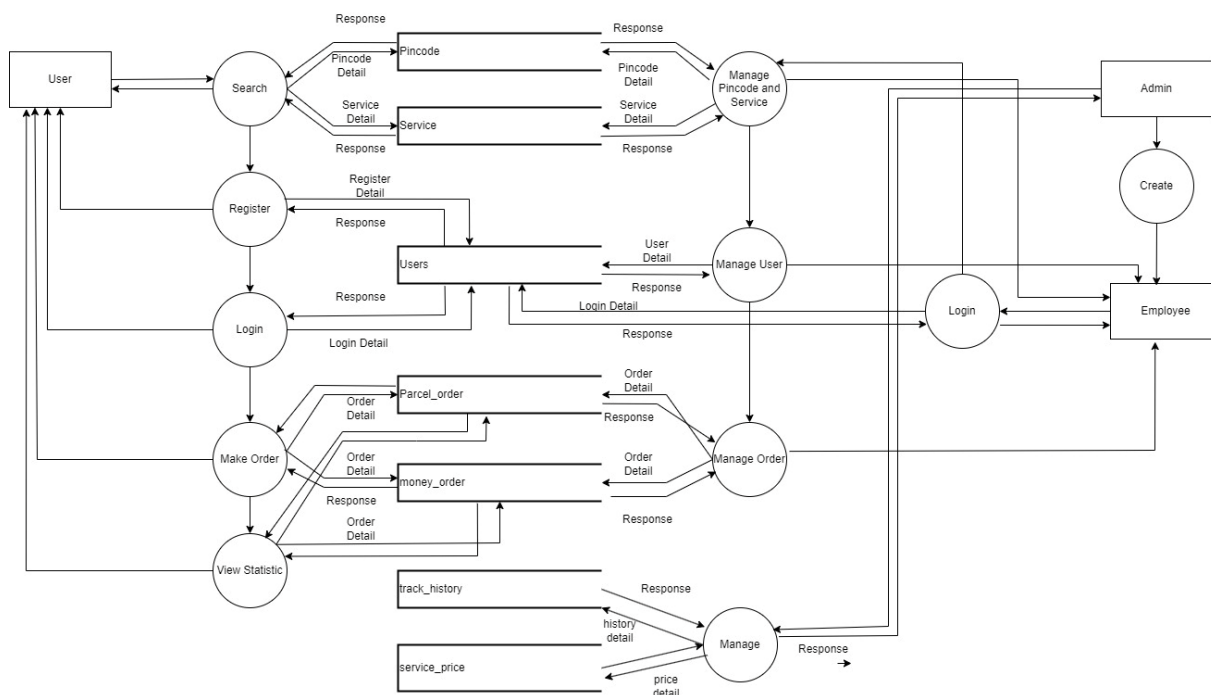 Response
Response
Pincode
User
Search
Pincode
Detail
Pincode
Detail
Manage
Pincode and
Service
Admin
Service
Detail
Service
Detail
Service
Response
Response
Register
Detail
Create
Register
Response
User
Detail
Users
Manage User
Response
Response
Login Detail
Login
Employee
Login
Login Detail
Response
Order
Detail
Parcel_order
Order
Detail
Response
Make Order
Order
Detail
Order
Detail
Manage Order
money_order
Response
Order
Detail
Response
View Statistic
track_history
Response
history
detail
Manage
Response
service_price
price
detail